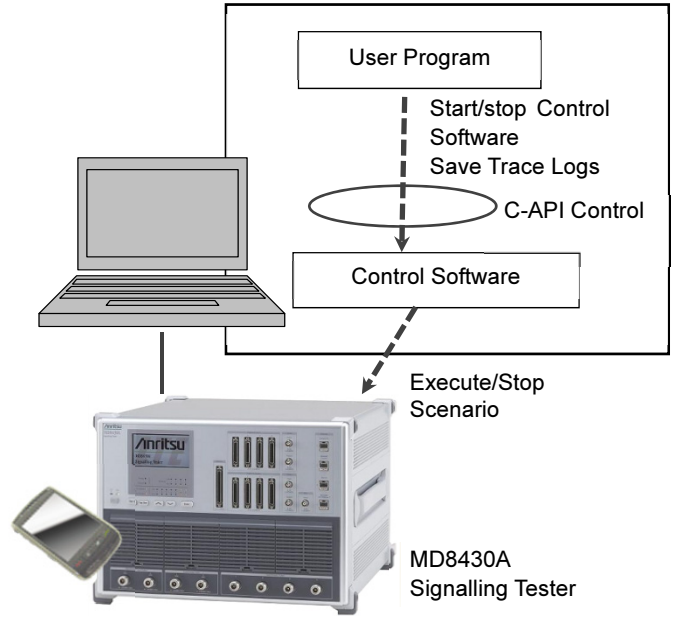 User Program
Start/stop Control
Software
Save Trace Logs
C-API Control
Control Software
Execute/Stop
Scenario
Anritsu
MD8430A
Signalling Tester